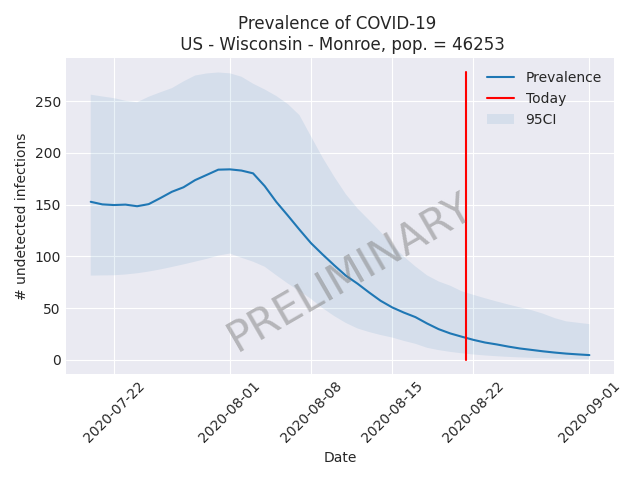 Prevalence of COVID-19
US - Wisconsin - Monroe, pop. = 46253
# undetected infections
250
200
150
100
50
0
Prevalence
Today
95CI
PRELIMINARY
2020-07-22
2020-08-01
2020-08-08
2020-08-15
2020-08-22
2020-09-01
Date